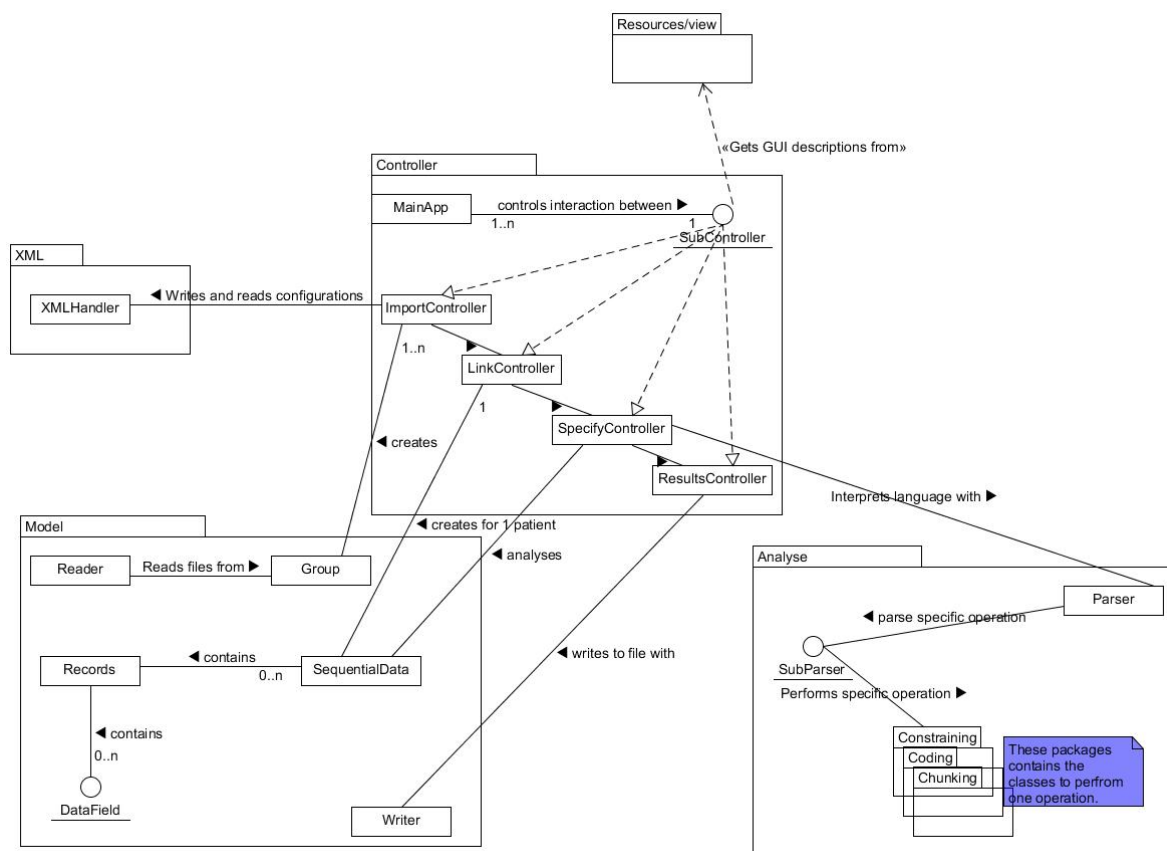 Resources/view
«Gets GUI descriptions from»
Controller
MainApp
controls interaction between ▶
1..n
1
SubController
XML
XMLHandler
◀ Writes and reads configurations
ImportController
1..n
LinkController
1
SpecifyController
◀ creates
ResultsController
Interprets language with ▶
Model
◀ creates for 1 patient
◀ analyses
Reader
Reads files from ▶
Group
Analyse
Parser
◀ parse specific operation
Records
◀ contains
0..n
SequentialData
◀ writes to file with
SubParser
Performs specific operation ▶
◀ contains
0..n
DataField
Writer
Constraining
Coding
Chunking
These packages
contains the
classes to perfrom
one operation.